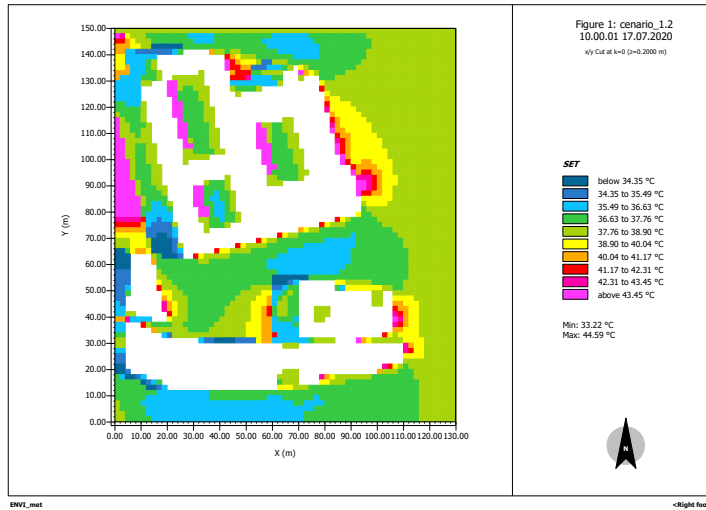 Figure 1: cenario_1.2
10.00.01 17.07.2020
x/y Cut at k=0 (z=0.2000 m)
150.00
140.00
130.00
120.00
110.00
100.00
90.00
80.00
70.00
60.00
50.00
40.00
30.00
20.00
10.00
0.00
Y (m)
0.00 10.00 20.00 30.00 40.00 50.00 60.00 70.00 80.00 90.00 100.00 110.00 120.00 130.00
X (m)
SET
below 34.35 °C
34.35 to 35.49 °C
35.49 to 36.63 °C
36.63 to 37.76 °C
37.76 to 38.90 °C
38.90 to 40.04 °C
40.04 to 41.17 °C
41.17 to 42.31 °C
42.31 to 43.45 °C
above 43.45 °C
Min: 33.22 °C
Max: 44.59 °C
N
ENVI_met
<Right foo